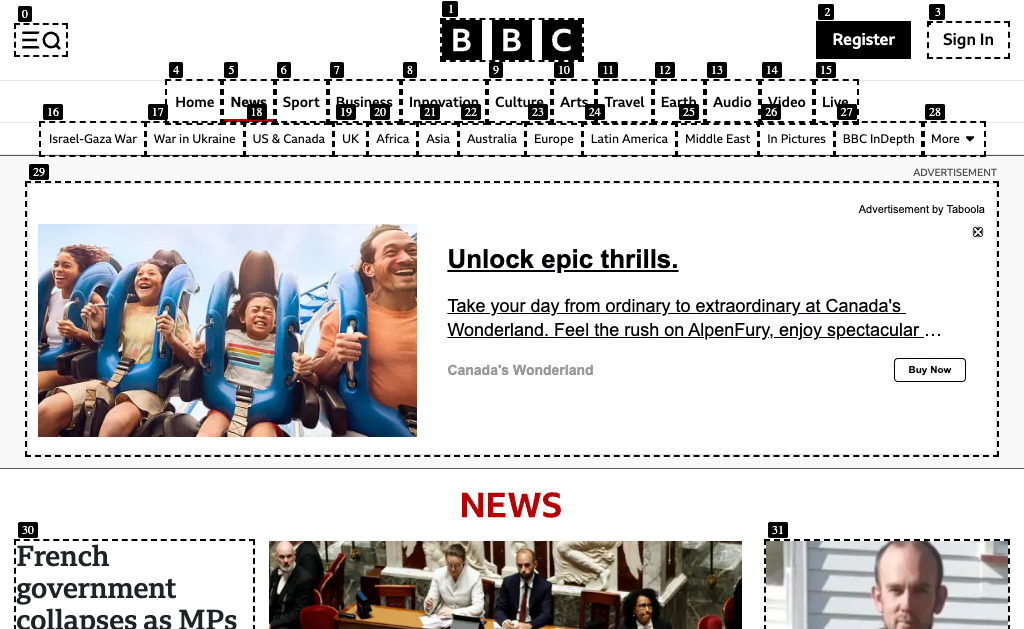 0
1
2
3
BBC
Register
Sign In
4
5
6
7
8
9
10
11
12
13
14
15
Home
News
Sport
Business
Innovation
Culture
Arts
Travel
Earth
Audio
Video
Live
16
17
18
19
20
21
22
23
24
25
26
27
28
Israel-Gaza War
War in Ukraine
US & Canada
UK
Africa
Asia
Australia
Europe
Latin America
Middle East
In Pictures
BBC InDepth
More
29
ADVERTISEMENT
Advertisement by Taboola
Unlock epic thrills.
Take your day from ordinary to extraordinary at Canada's
Wonderland. Feel the rush on AlpenFury, enjoy spectacular …
Canada's Wonderland
Buy Now
NEWS
30
31
French
government
collapses as MPs